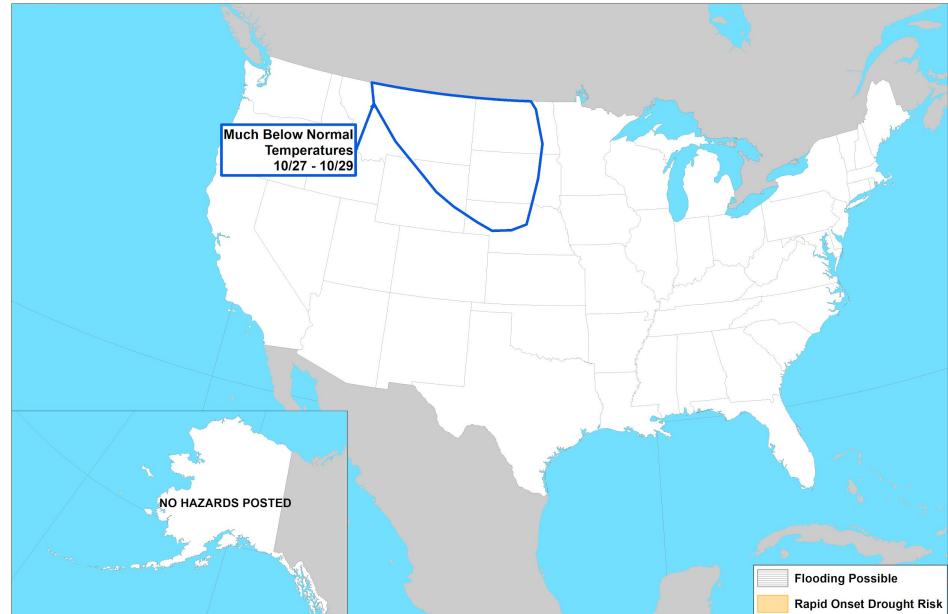 Much Below Normal
Temperatures
10/27 - 10/29
NO HAZARDS POSTED
Flooding Possible
Rapid Onset Drought Risk